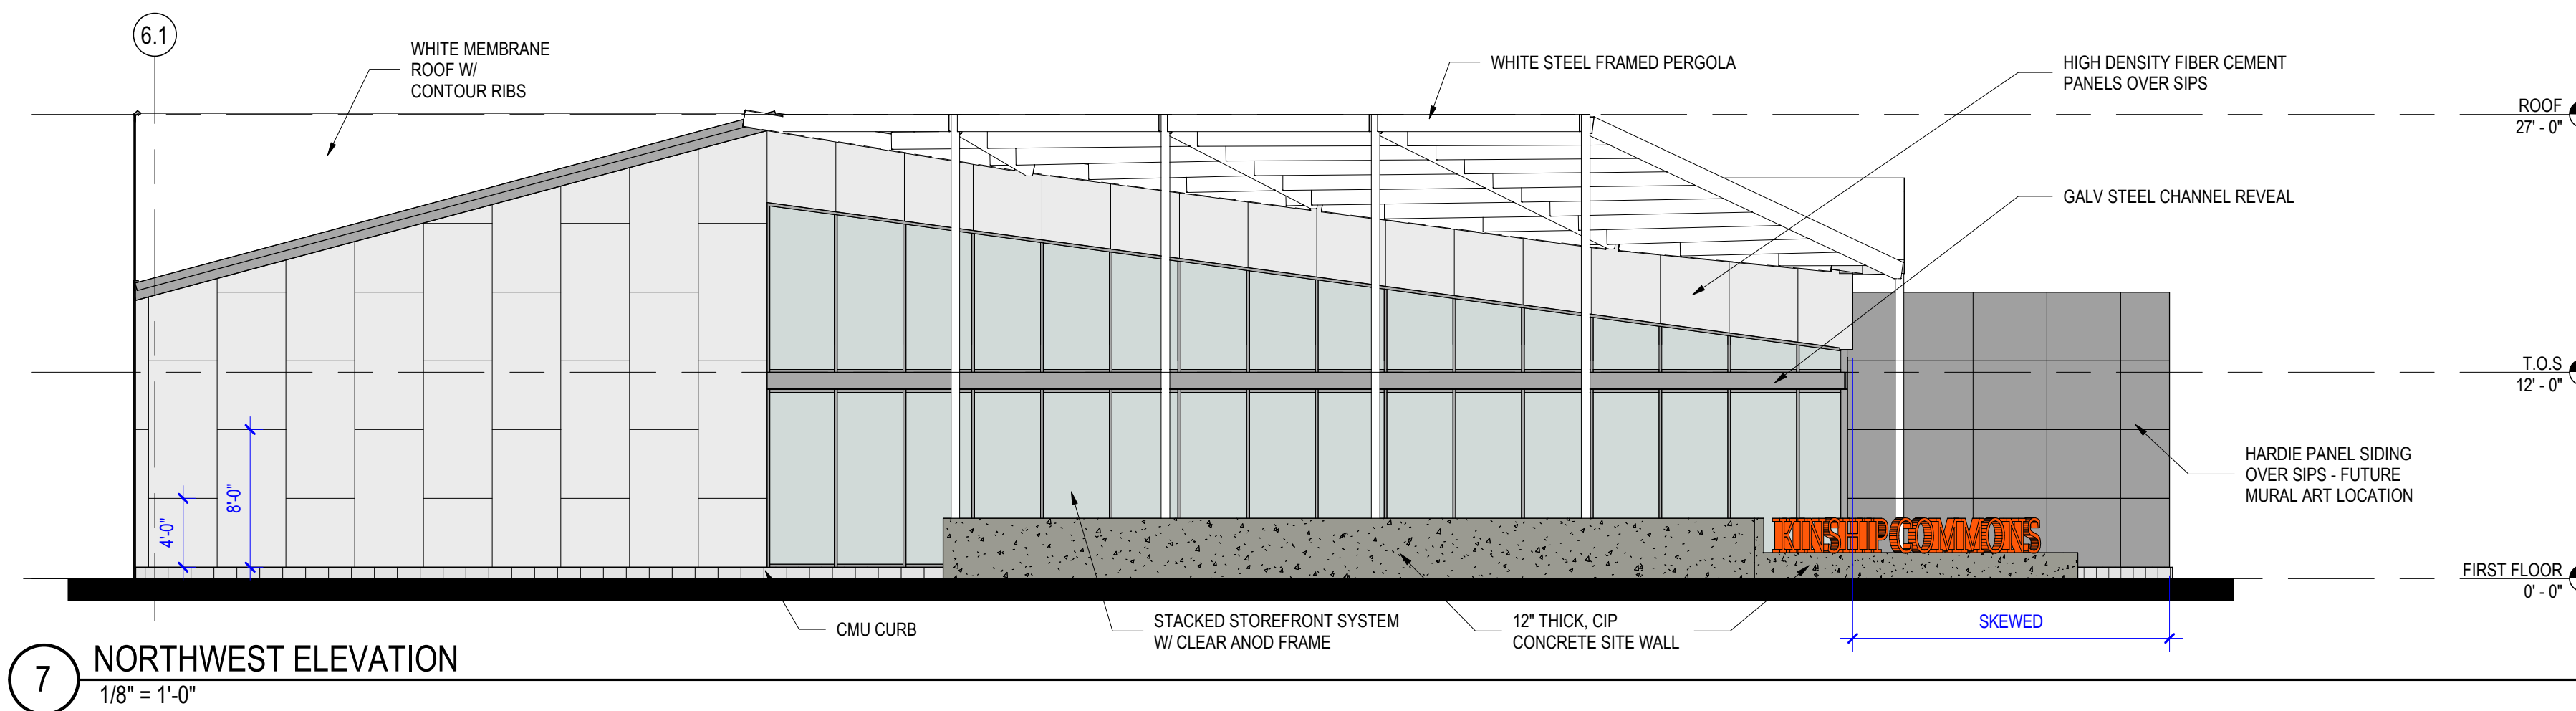 6.1
WHITE MEMBRANE
ROOF W/
CONTOUR RIBS
WHITE STEEL FRAMED PERGOLA
HIGH DENSITY FIBER CEMENT
PANELS OVER SIPS
ROOF
27' - 0"
GALV STEEL CHANNEL REVEAL
T.O.S
12' - 0"
HARDIE PANEL SIDING
OVER SIPS - FUTURE
MURAL ART LOCATION
4'-0"
8'-0"
KINSHIP COMMONS
FIRST FLOOR
0' - 0"
CMU CURB
STACKED STOREFRONT SYSTEM
W/ CLEAR ANOD FRAME
12" THICK, CIP
CONCRETE SITE WALL
SKEWED
7
NORTHWEST ELEVATION
1/8" = 1'-0"